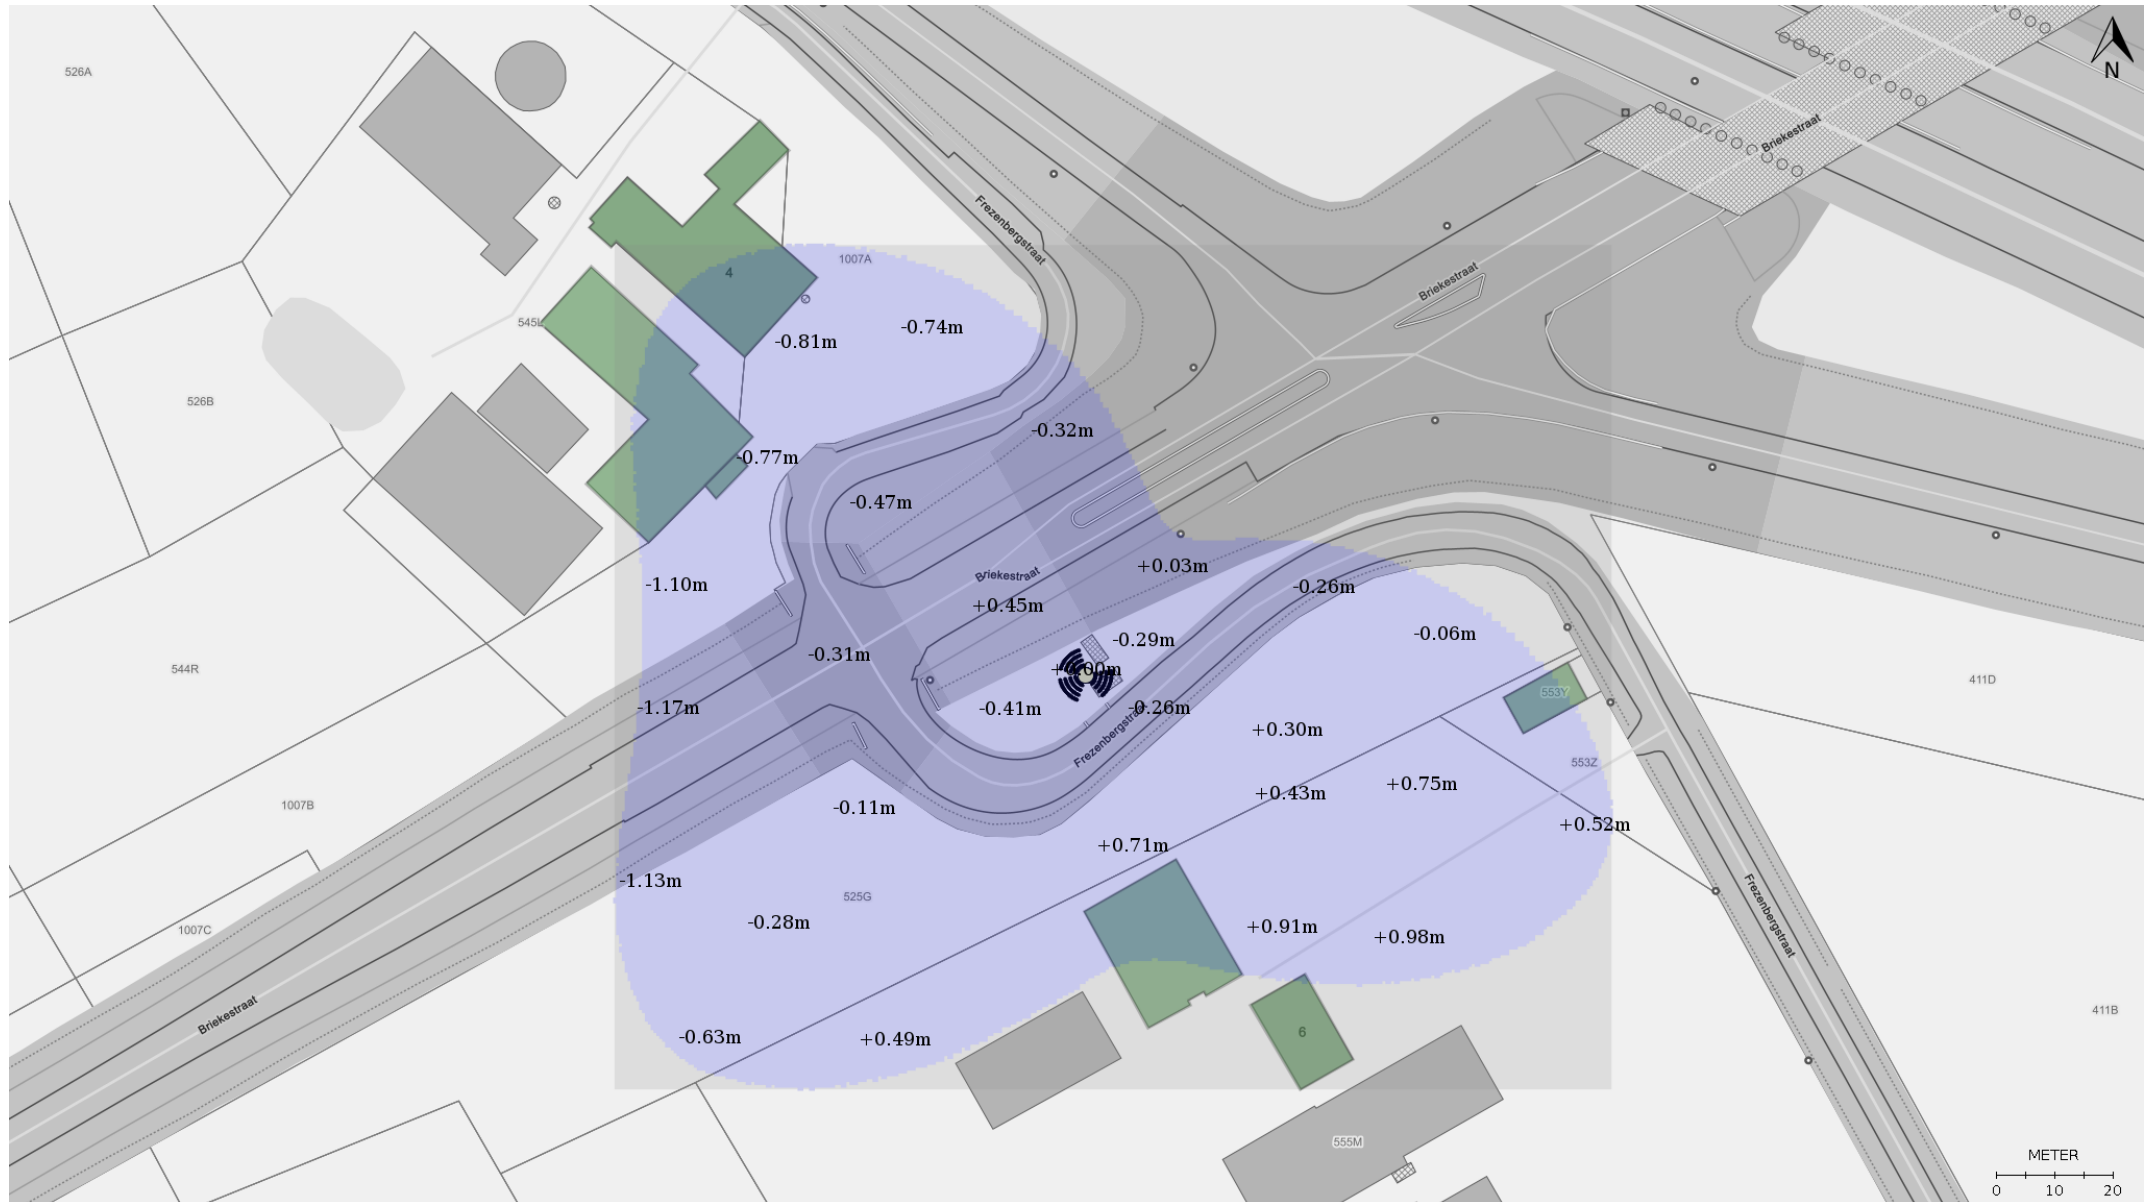 526A
N
Briekestraat
Frezenbergstraat
1007A
4
Briekestraat
545L
-0.74m
-0.81m
526B
-0.32m
-0.77m
-0.47m
+0.03m
Briekestraat
-1.10m
-0.26m
+0.45m
-0.06m
-0.29m
-0.31m
544R
411D
553Y
-1.17m
-0.41m
-0.26m
+0.30m
Frezenbergstraat
553Z
+0.75m
+0.43m
1007B
-0.11m
+0.52m
+0.71m
-1.13m
525G
Frezenbergstraat
-0.28m
+0.91m
1007C
+0.98m
411B
Briekestraat
6
-0.63m
+0.49m
555M
METER
0 10 20